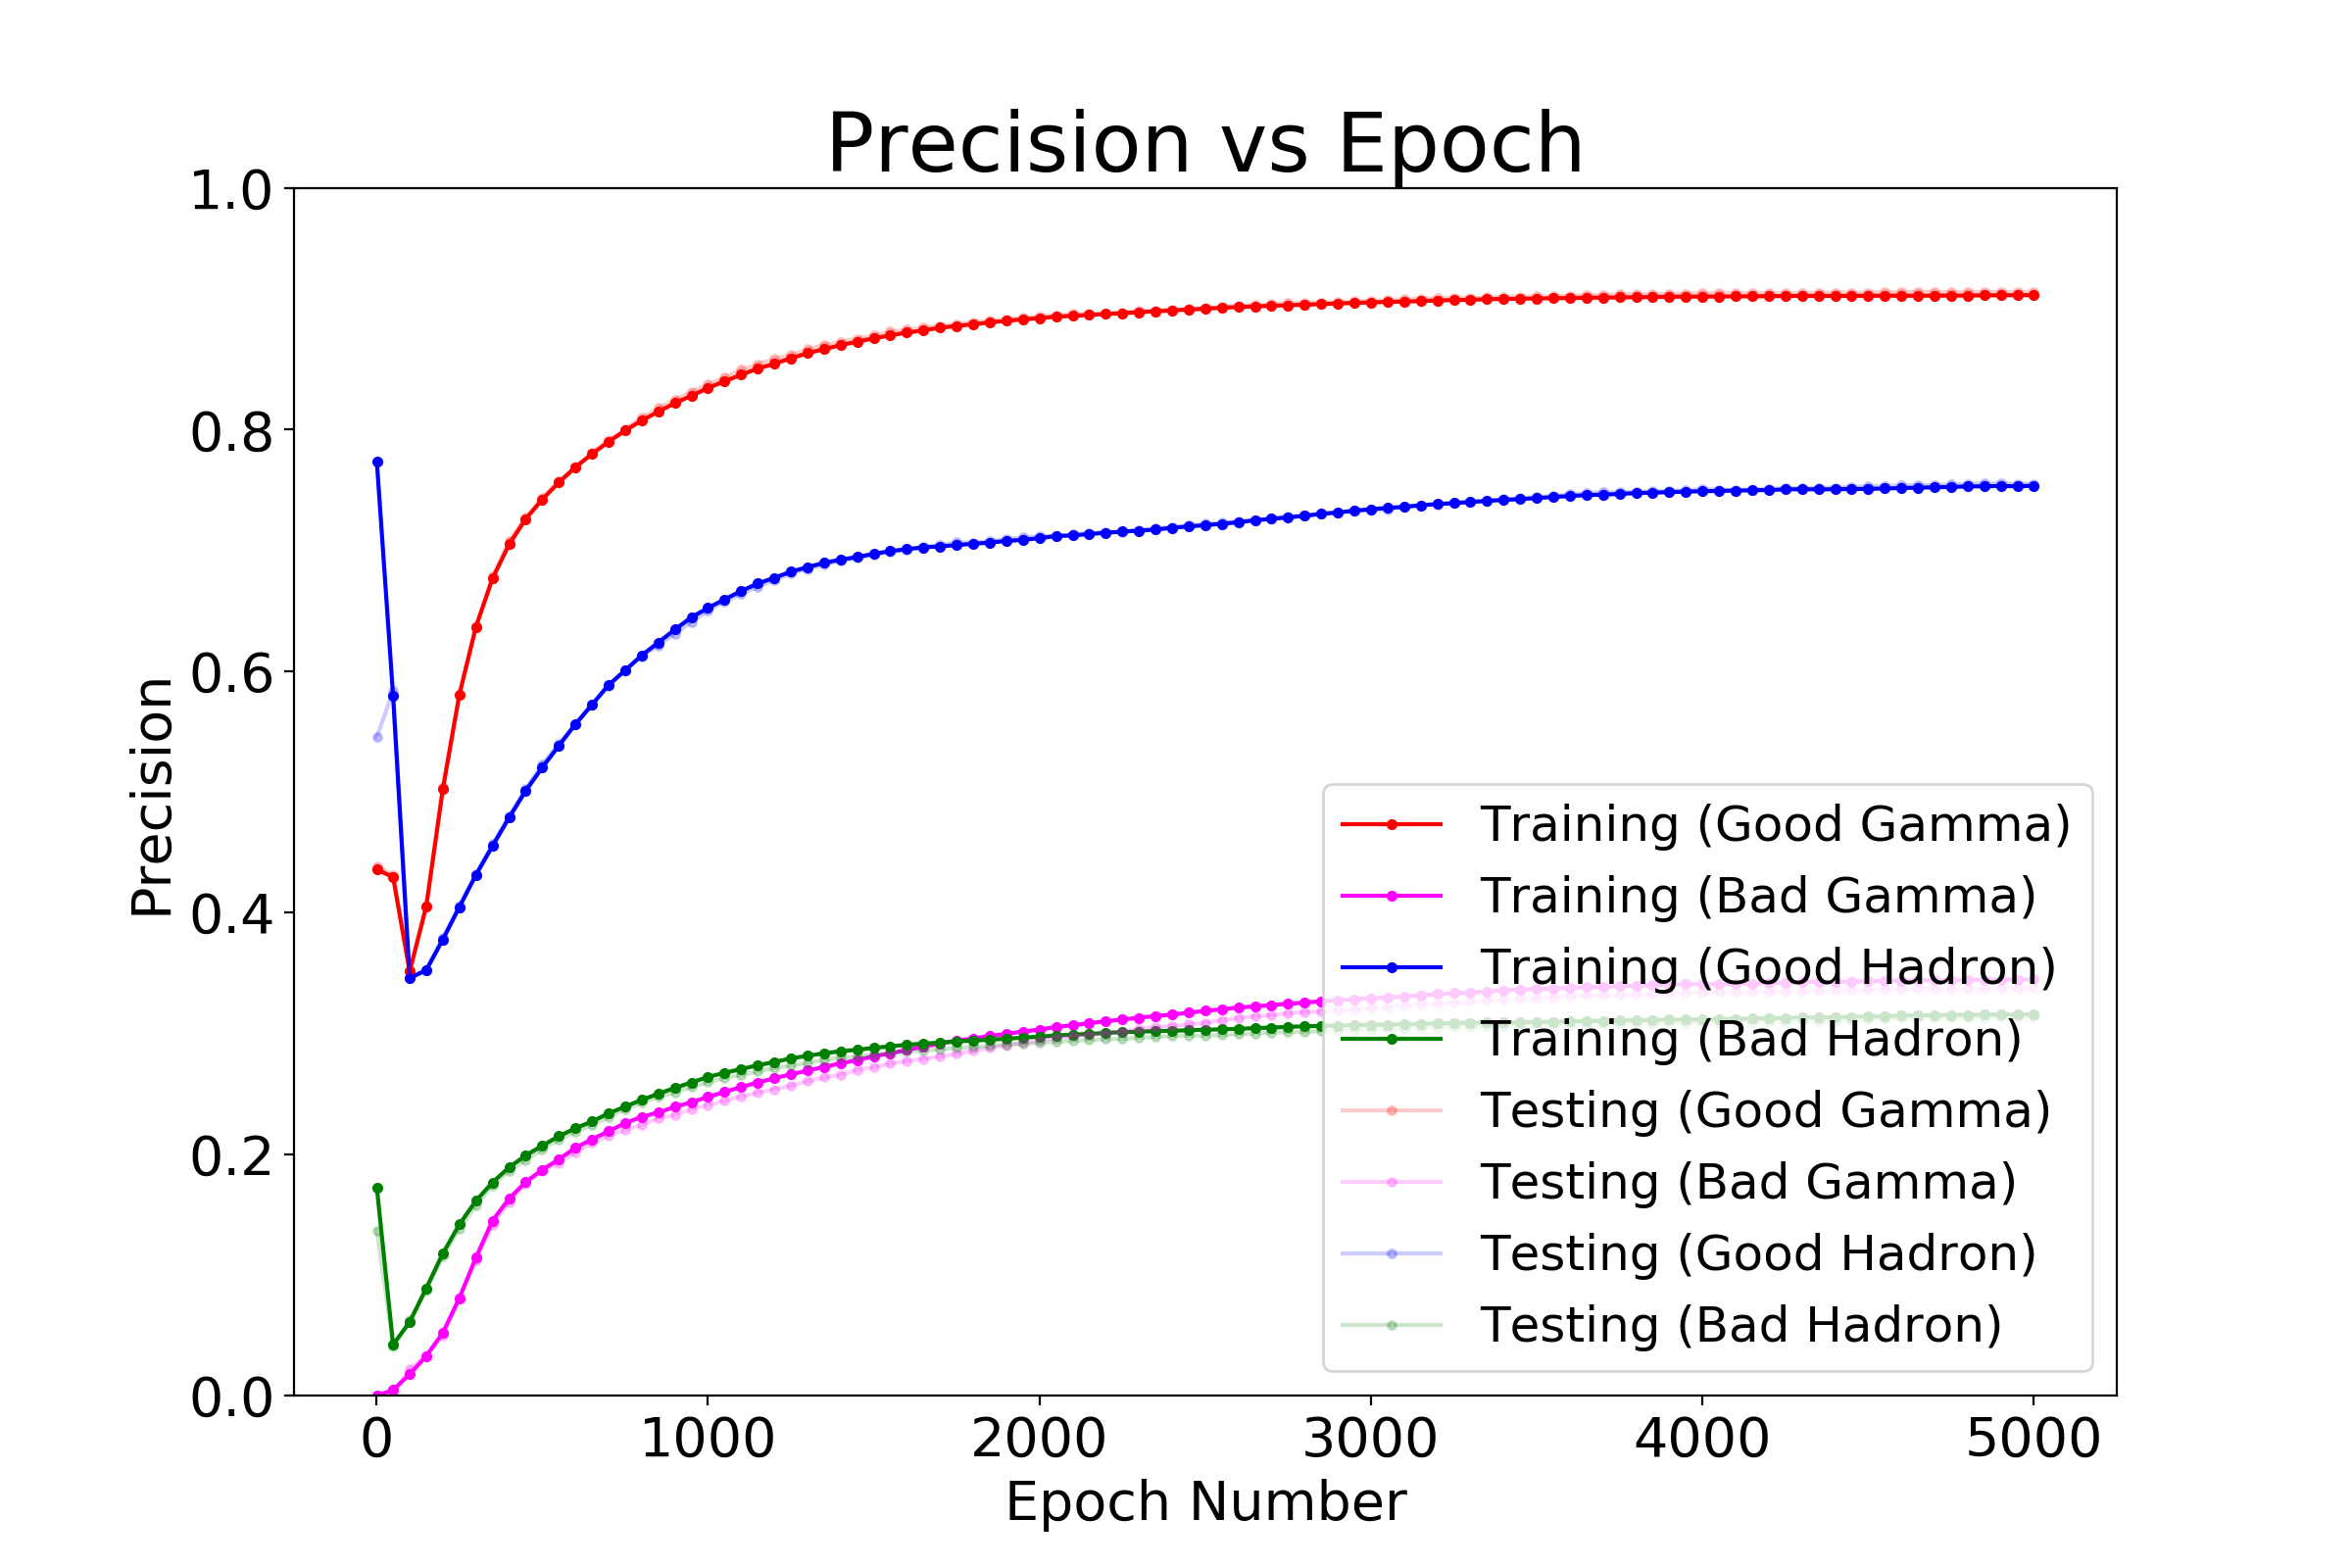 Precision vs Epoch
1.0
0.8
0.6
0.4
0.2
0.0
Precision
Training (Good Gamma)
Training (Bad Gamma)
Training (Good Hadron)
Training (Bad Hadron)
Testing (Good Gamma)
Testing (Bad Gamma)
Testing (Good Hadron)
Testing (Bad Hadron)
0 1000 2000 3000 4000 5000
Epoch Number